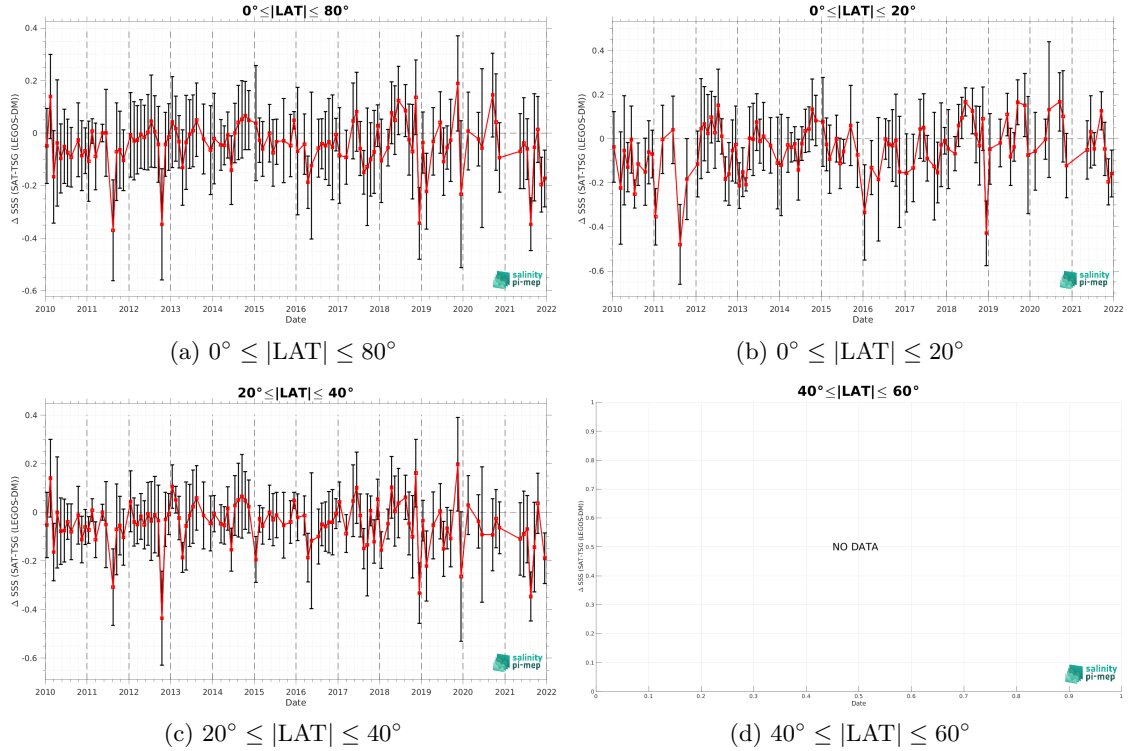 0°≤|LAT|≤ 80°
Δ SSS (SAT-TSG (LEGOS-DM))
0.4
0.2
0
-0.2
-0.4
-0.6
2010 2011 2012 2013 2014 2015 2016 2017 2018 2019 2020 2021 2022
Date
salinity
pi-mep
(a) 0° ≤ |LAT| ≤ 80°
0°≤|LAT|≤ 20°
Δ SSS (SAT-TSG (LEGOS-DM))
0.4
0.2
0
-0.2
-0.4
-0.6
2010 2011 2012 2013 2014 2015 2016 2017 2018 2019 2020 2021 2022
Date
salinity
pi-mep
(b) 0° ≤ |LAT| ≤ 20°
20°≤|LAT|≤ 40°
Δ SSS (SAT-TSG (LEGOS-DM))
0.4
0.2
0
-0.2
-0.4
-0.6
2010 2011 2012 2013 2014 2015 2016 2017 2018 2019 2020 2021 2022
Date
salinity
pi-mep
(c) 20° ≤ |LAT| ≤ 40°
40°≤|LAT|≤ 60°
Δ SSS (SAT-TSG (LEGOS-DM))
1
0.9
0.8
0.7
0.6
0.5
0.4
0.3
0.2
0.1
0
NO DATA
0 0.1 0.2 0.3 0.4 0.5 0.6 0.7 0.8 0.9 1
Date
salinity
pi-mep
(d) 40° ≤ |LAT| ≤ 60°